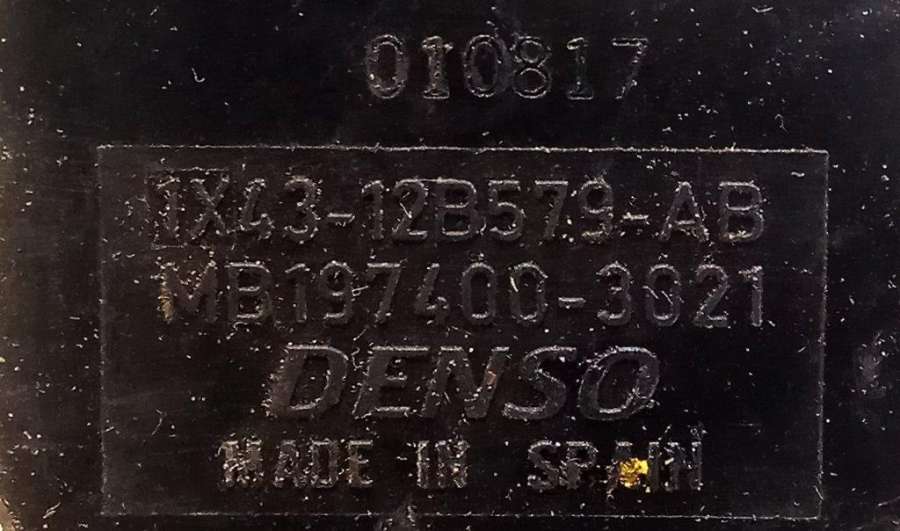 010817
1X43-12B579-AB
MB197400-3021
DENSO
MADE IN SPAIN